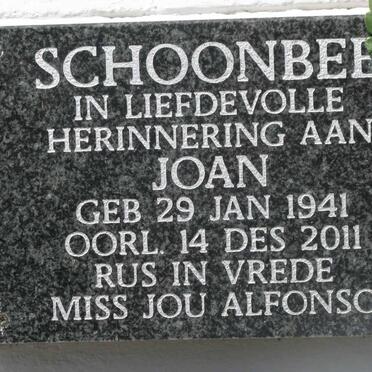 SCHOONBEE
IN LIEFDEVOLLE
HERINNERING AAN
JOAN
GEB 29 JAN 1941
OORL. 14 DES 2011
RUS IN VREDE
MISS JOU ALFONSO